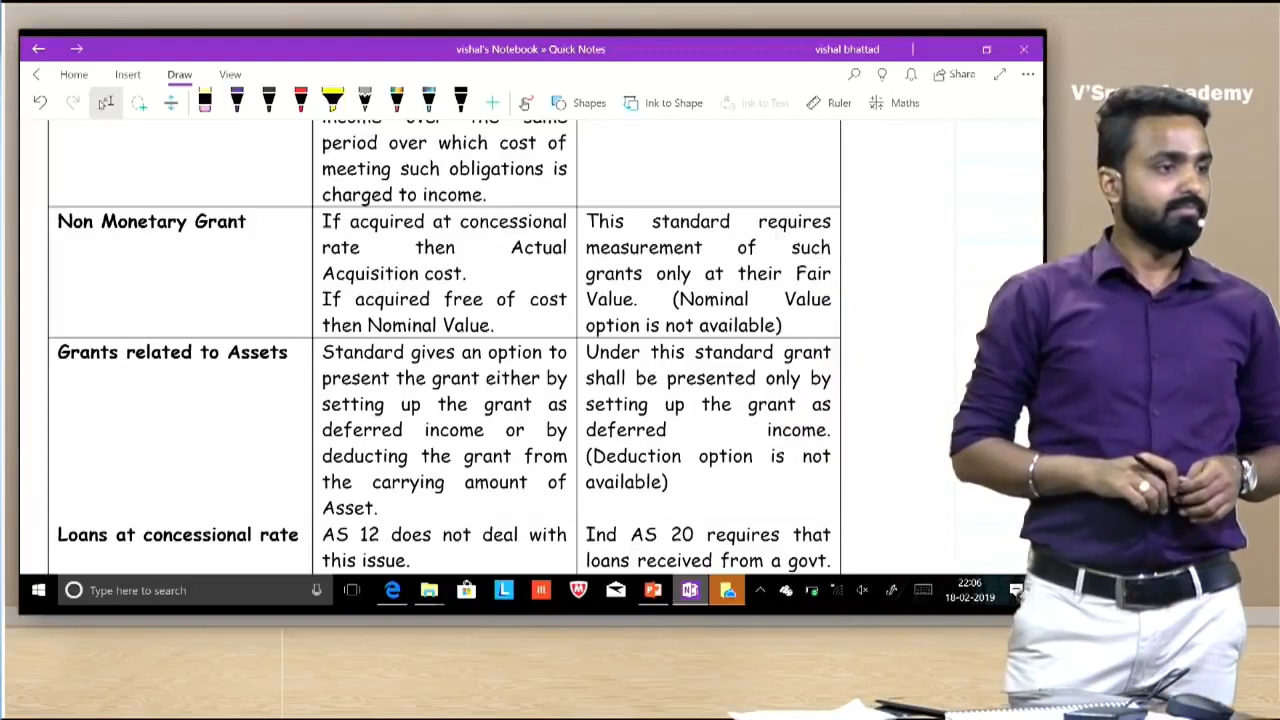 vishal's Notebook » Quick Notes
vishal bhattad
Home Insert Draw View
Share
Shapes
Ink to Shape
Ink to Text
Ruler
Maths
V'S Academy
income over the same
period over which cost of
meeting such obligations is
charged to income.
Non Monetary Grant
If acquired at concessional
rate then Actual
Acquisition cost.
If acquired free of cost
then Nominal Value.
This standard requires
measurement of such
grants only at their Fair
Value. (Nominal Value
option is not available)
Grants related to Assets
Standard gives an option to
present the grant either by
setting up the grant as
deferred income or by
deducting the grant from
the carrying amount of
Asset.
Under this standard grant
shall be presented only by
setting up the grant as
deferred income.
(Deduction option is not
available)
Loans at concessional rate
AS 12 does not deal with
this issue.
Ind AS 20 requires that
loans received from a govt.
Type here to search
22:06
18-02-2019